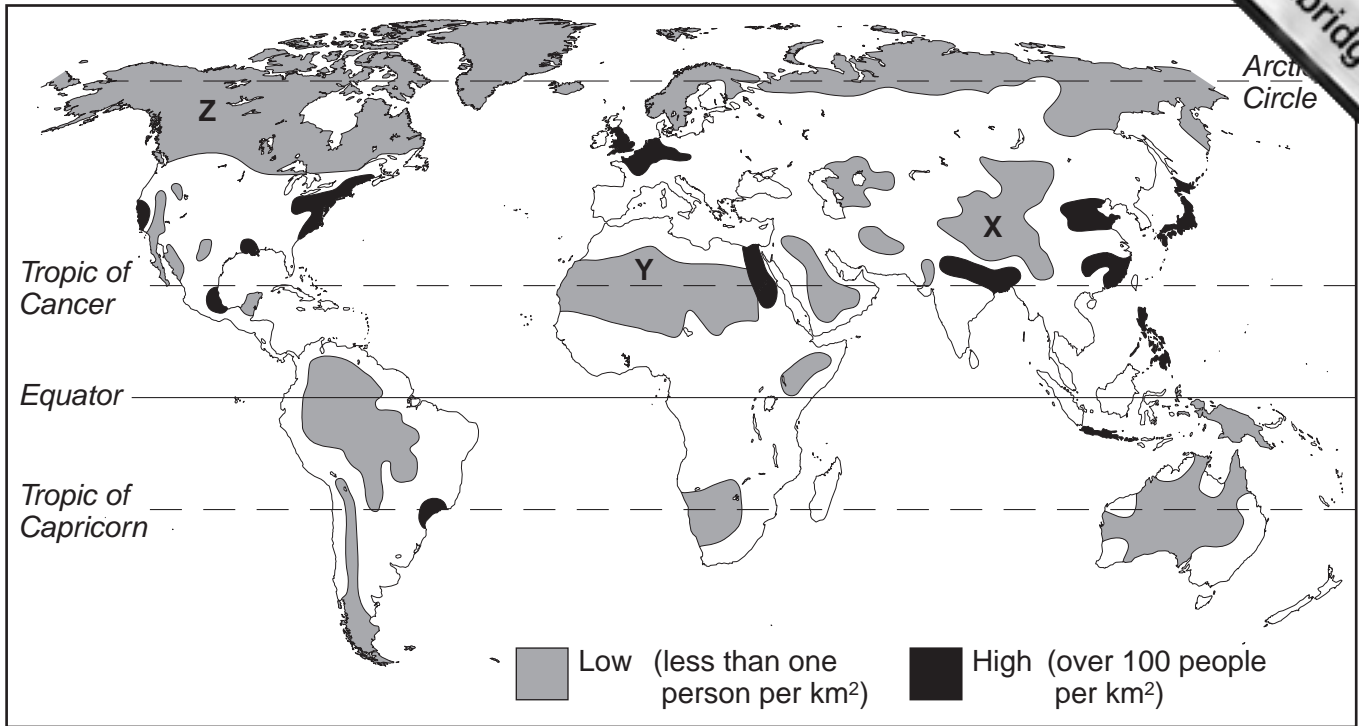 bridg
Arctic
Circle
Z
X
Y
Tropic of
Cancer
Equator
Tropic of
Capricorn
Low (less than one
person per km²)
High (over 100 people
per km²)